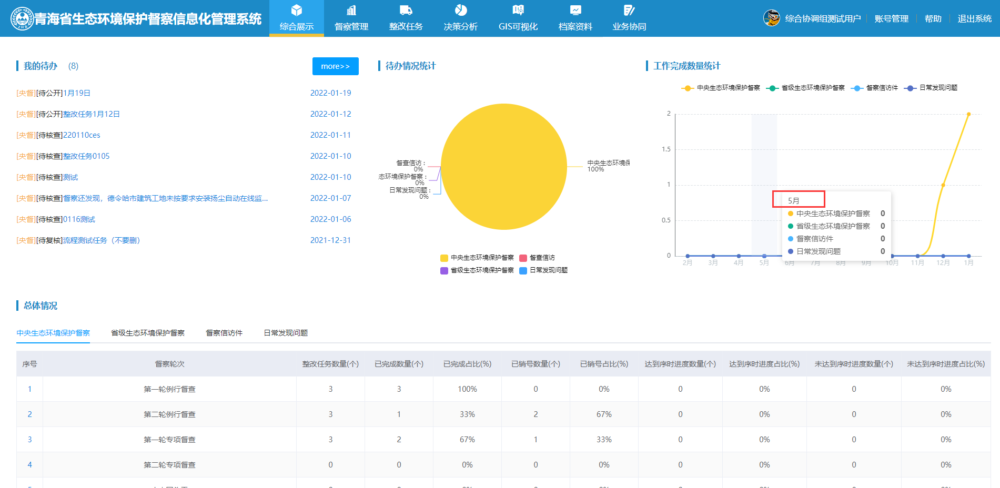 青海省生态环境保护督察信息化管理系统
综合展示
督察管理
整改任务
决策分析
GIS可视化
档案资料
业务协同
综合协调组测试用户
账号管理
帮助
退出系统
我的待办 (8)
more>>
[央督][待公开]1月19日 2022-01-19
[央督][待公开]整改任务1月12日 2022-01-12
[央督][待核查]220110ces 2022-01-11
[央督][待核查]整改任务0105 2022-01-10
[央督][待核查]测试 2022-01-10
[央督][待核查]督察还发现，德令哈市建筑工地未按要求安装扬尘自动在线监... 2022-01-07
[央督][待核查]0116测试 2022-01-06
[央督][待复核]流程测试任务（不要删） 2021-12-31
待办情况统计
督查信访：
0%
态环境保护督察：
0%
日常发现问题：
0%
中央生态环境保
100%
中央生态环境保护督察 督查信访
省级生态环境保护督察 日常发现问题
工作完成数量统计
中央生态环境保护督察 省级生态环境保护督察 督察信访件 日常发现问题
2
1.5
1
0.5
0
5月
中央生态环境保护督察 0
省级生态环境保护督察 0
督察信访件 0
日常发现问题 0
2月 3月 4月 5月 6月 7月 8月 9月 10月 11月 12月 1月
总体情况
中央生态环境保护督察 省级生态环境保护督察 督察信访件 日常发现问题
序号 督察轮次 整改任务数量(个) 已完成数量(个) 已完成占比(%) 已销号数量(个) 已销号占比(%) 达到序时进度数量(个) 达到序时进度占比(%) 未达到序时进度数量(个) 未达到序时进度占比(%)
1 第一轮例行督查 3 3 100% 0 0% 0 0% 0 0%
2 第二轮例行督查 3 1 33% 2 67% 0 0% 0 0%
3 第一轮专项督查 3 2 67% 1 33% 0 0% 0 0%
4 第二轮专项督查 0 0 0% 0 0% 0 0% 0 0%